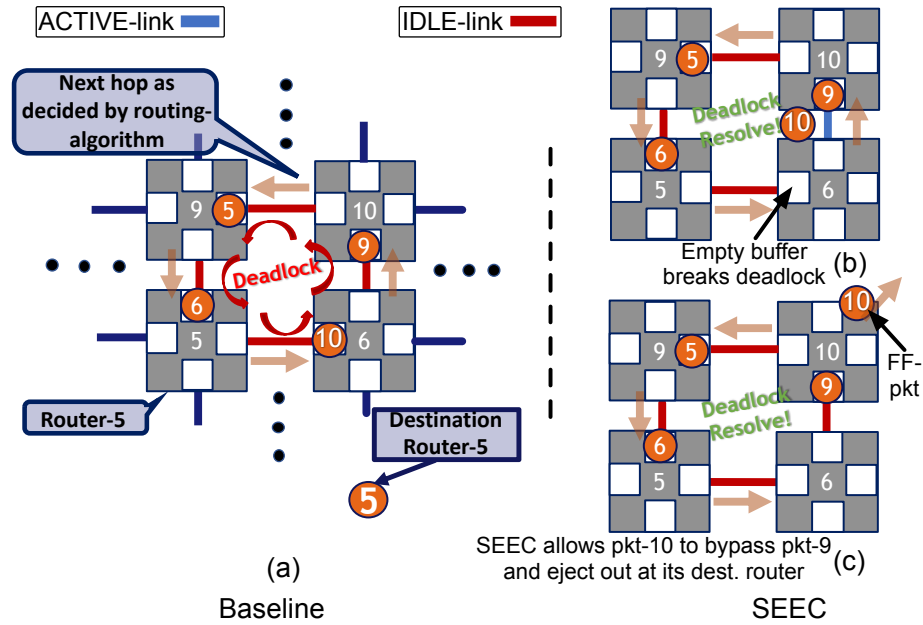 ACTIVE-link
IDLE-link
Next hop as
decided by routing-
algorithm
9
5
10
9
6
5
10
6
Deadlock
Router-5
Destination
Router-5
5
(a)
Baseline
9
5
10
9
10
Deadlock
Resolve!
6
5
6
Empty buffer
breaks deadlock
(b)
10
9
5
10
9
FF-
pkt
Deadlock
Resolve!
6
5
6
SEEC allows pkt-10 to bypass pkt-9
and eject out at its dest. router
(c)
SEEC